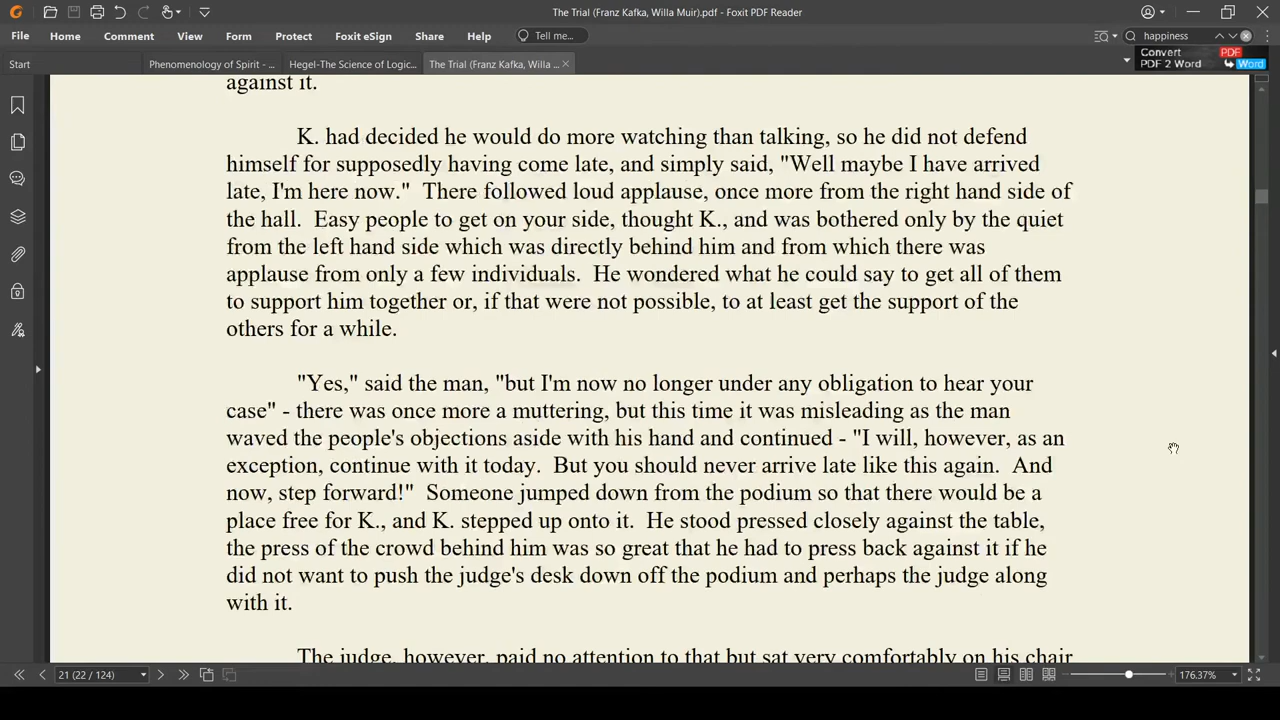 The Trial (Franz Kafka, Willa Muir).pdf - Foxit PDF Reader
File Home Comment View Form Protect Foxit eSign Share Help Tell me... happiness
Start Phenomenology of Spirit - ... Hegel-The Science of Logic... The Trial (Franz Kafka, Willa ... Convert PDF
PDF 2 Word Word
against it.
K. had decided he would do more watching than talking, so he did not defend
himself for supposedly having come late, and simply said, "Well maybe I have arrived
late, I'm here now." There followed loud applause, once more from the right hand side of
the hall. Easy people to get on your side, thought K., and was bothered only by the quiet
from the left hand side which was directly behind him and from which there was
applause from only a few individuals. He wondered what he could say to get all of them
to support him together or, if that were not possible, to at least get the support of the
others for a while.
"Yes," said the man, "but I'm now no longer under any obligation to hear your
case" - there was once more a muttering, but this time it was misleading as the man
waved the people's objections aside with his hand and continued - "I will, however, as an
exception, continue with it today. But you should never arrive late like this again. And
now, step forward!" Someone jumped down from the podium so that there would be a
place free for K., and K. stepped up onto it. He stood pressed closely against the table,
the press of the crowd behind him was so great that he had to press back against it if he
did not want to push the judge's desk down off the podium and perhaps the judge along
with it.
The judge, however, paid no attention to that but sat very comfortably on his chair
21 (22 / 124) 176.37%